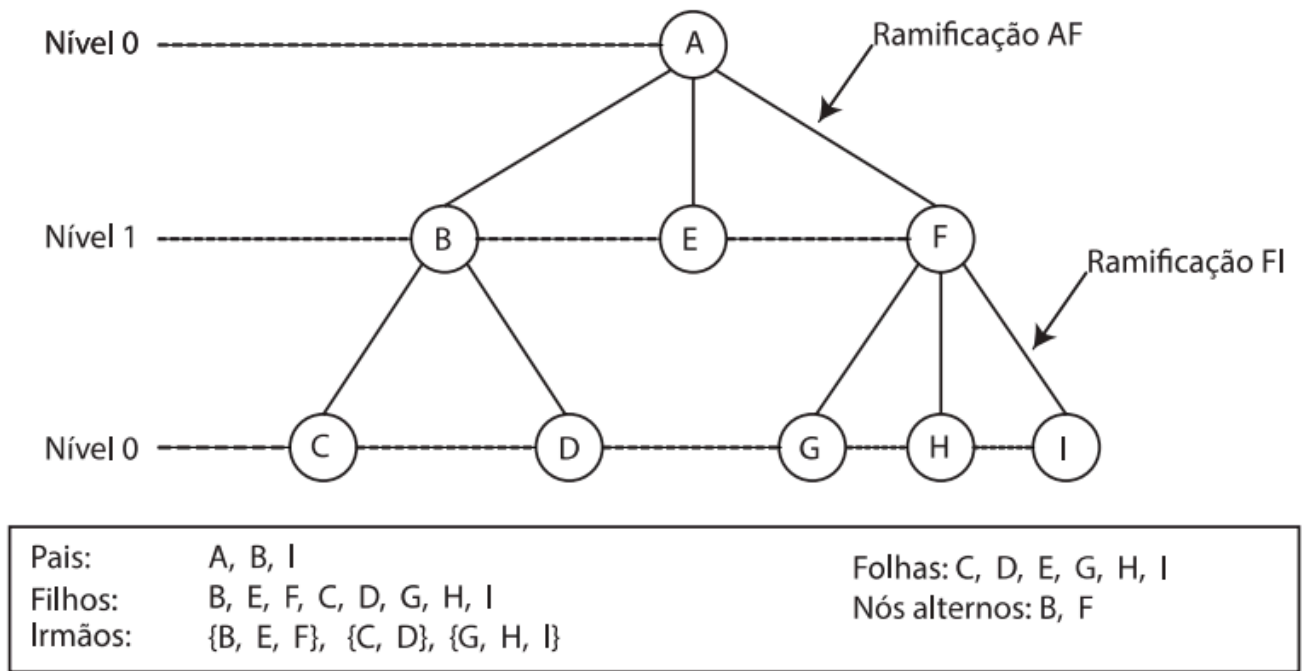 Nível 0
A
Ramificação AF
Nível 1
B
E
F
Ramificação FI
Nível 0
C
D
G
H
I
Pais: A, B, I
Filhos: B, E, F, C, D, G, H, I
Irmãos: {B, E, F}, {C, D}, {G, H, I}
Folhas: C, D, E, G, H, I
Nós alternos: B, F